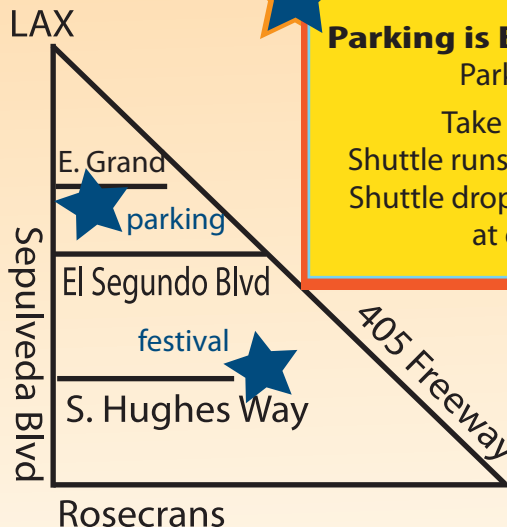 LAX
Parking is
Park
Take
Shuttle runs
Shuttle drop
at
E. Grand
parking
El Segundo Blvd
festival
S. Hughes Way
Sepulveda Blvd
405 Freeway
Rosecrans